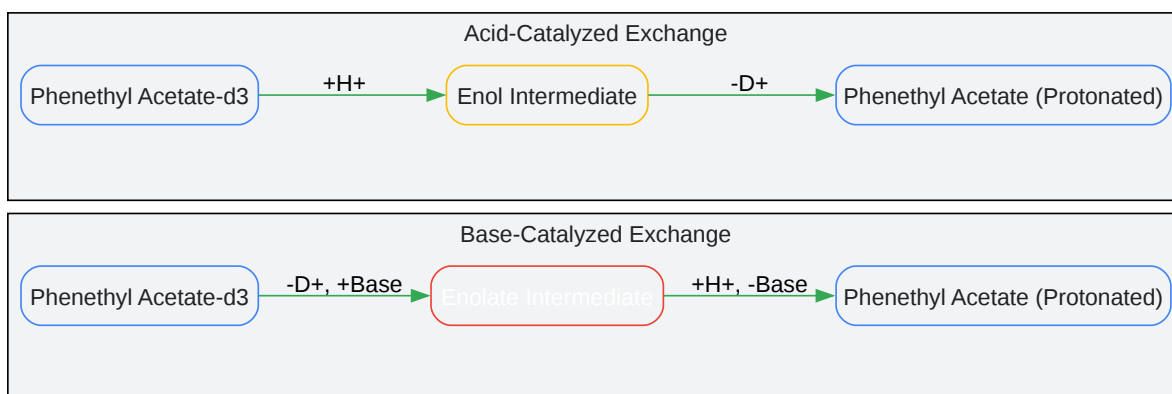 Acid-Catalyzed Exchange
Phenethyl Acetate-d3
+H+
Enol Intermediate
-D+
Phenethyl Acetate (Protonated)
Base-Catalyzed Exchange
Phenethyl Acetate-d3
-D+, +Base
Enolate Intermediate
+H+, -Base
Phenethyl Acetate (Protonated)